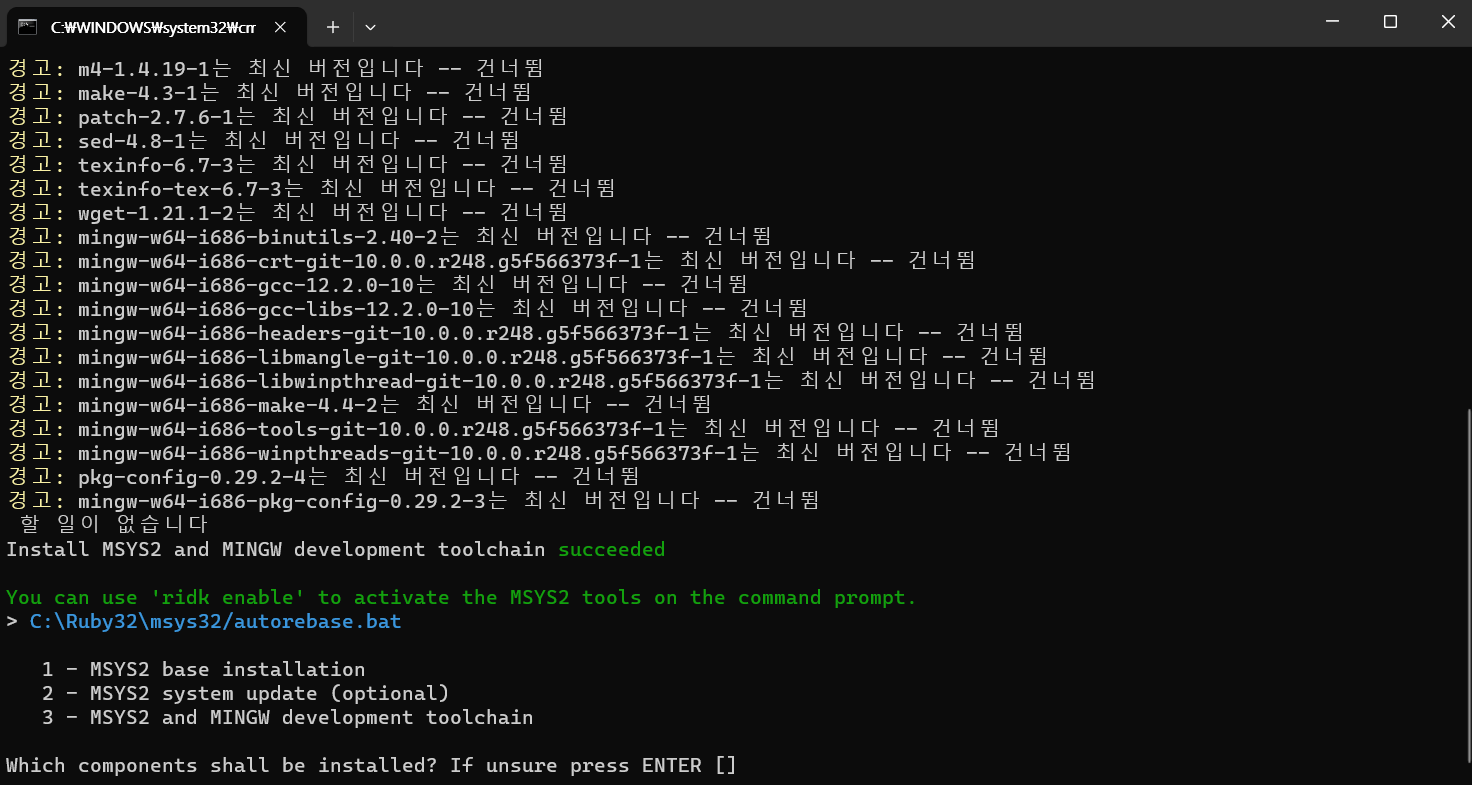 C:₩WINDOWS₩system32₩cm
경고: m4-1.4.19-1는 최신 버전입니다 -- 건너뜀
경고: make-4.3-1는 최신 버전입니다 -- 건너뜀
경고: patch-2.7.6-1는 최신 버전입니다 -- 건너뜀
경고: sed-4.8-1는 최신 버전입니다 -- 건너뜀
경고: texinfo-6.7-3는 최신 버전입니다 -- 건너뜀
경고: texinfo-tex-6.7-3는 최신 버전입니다 -- 건너뜀
경고: wget-1.21.1-2는 최신 버전입니다 -- 건너뜀
경고: mingw-w64-i686-binutils-2.40-2는 최신 버전입니다 -- 건너뜀
경고: mingw-w64-i686-crt-git-10.0.0.r248.g5f566373f-1는 최신 버전입니다 -- 건너뜀
경고: mingw-w64-i686-gcc-12.2.0-10는 최신 버전입니다 -- 건너뜀
경고: mingw-w64-i686-gcc-libs-12.2.0-10는 최신 버전입니다 -- 건너뜀
경고: mingw-w64-i686-headers-git-10.0.0.r248.g5f566373f-1는 최신 버전입니다 -- 건너뜀
경고: mingw-w64-i686-libmangle-git-10.0.0.r248.g5f566373f-1는 최신 버전입니다 -- 건너뜀
경고: mingw-w64-i686-libwinpthread-git-10.0.0.r248.g5f566373f-1는 최신 버전입니다 -- 건너뜀
경고: mingw-w64-i686-make-4.4-2는 최신 버전입니다 -- 건너뜀
경고: mingw-w64-i686-tools-git-10.0.0.r248.g5f566373f-1는 최신 버전입니다 -- 건너뜀
경고: mingw-w64-i686-winpthreads-git-10.0.0.r248.g5f566373f-1는 최신 버전입니다 -- 건너뜀
경고: pkg-config-0.29.2-4는 최신 버전입니다 -- 건너뜀
경고: mingw-w64-i686-pkg-config-0.29.2-3는 최신 버전입니다 -- 건너뜀
할 일이 없습니다
Install MSYS2 and MINGW development toolchain succeeded
You can use 'ridk enable' to activate the MSYS2 tools on the command prompt.
> C:\Ruby32\msys32/autorebase.bat
1 - MSYS2 base installation
2 - MSYS2 system update (optional)
3 - MSYS2 and MINGW development toolchain
Which components shall be installed? If unsure press ENTER []